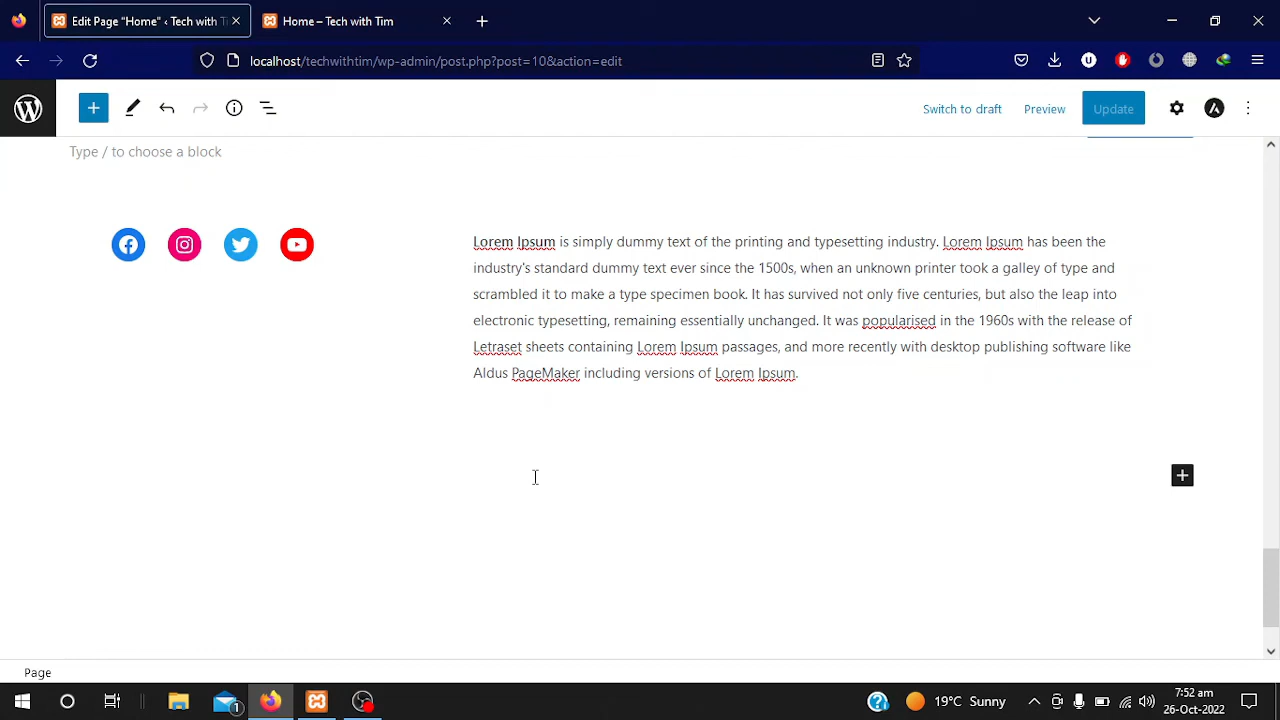 Edit Page "Home" ‹ Tech with Ti
Home – Tech with Tim
localhost/techwithtim/wp-admin/post.php?post=10&action=edit
Switch to draft
Preview
Update
Type / to choose a block
Lorem Ipsum is simply dummy text of the printing and typesetting industry. Lorem Ipsum has been the
industry's standard dummy text ever since the 1500s, when an unknown printer took a galley of type and
scrambled it to make a type specimen book. It has survived not only five centuries, but also the leap into
electronic typesetting, remaining essentially unchanged. It was popularised in the 1960s with the release of
Letraset sheets containing Lorem Ipsum passages, and more recently with desktop publishing software like
Aldus PageMaker including versions of Lorem Ipsum.
Page
1
19°C Sunny
7:52 am
26-Oct-2022